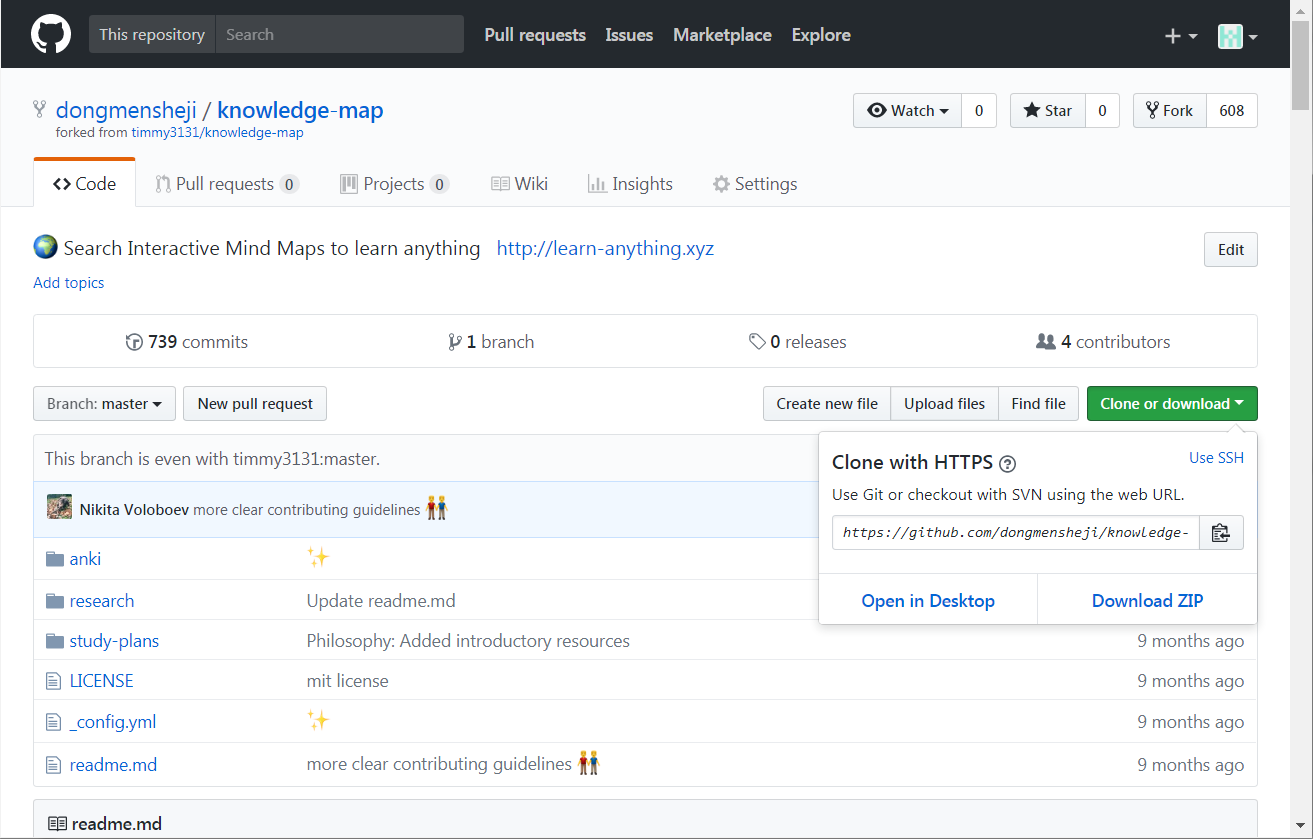 This repository Search Pull requests Issues Marketplace Explore
dongmensheji / knowledge-map Watch 0 Star 0 Fork 608
forked from timmy3131/knowledge-map
Code Pull requests 0 Projects 0 Wiki Insights Settings
Search Interactive Mind Maps to learn anything http://learn-anything.xyz Edit
Add topics
739 commits 1 branch 0 releases 4 contributors
Branch: master New pull request Create new file Upload files Find file Clone or download
This branch is even with timmy3131:master.
Clone with HTTPS Use SSH
Use Git or checkout with SVN using the web URL.
Nikita Voloboev more clear contributing guidelines
https://github.com/dongmensheji/knowledge-
anki
research Update readme.md
Open in Desktop Download ZIP
study-plans Philosophy: Added introductory resources 9 months ago
LICENSE mit license 9 months ago
_config.yml 9 months ago
readme.md more clear contributing guidelines 9 months ago
readme.md